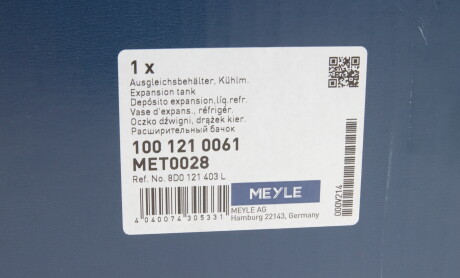 1 x
Ausgleichsbehälter, Kühlm.
Expansion tank
Depósito expansion,líq.refr.
Vase d'expans., réfrigér.
Oczko dźwigni, drążek kier.
Расширительный бачок
100 121 0061
MET0028
Ref. No. 8D0 121 403 L
4 040074 305331
MEYLE
MEYLE AG
Hamburg 22143, Germany
000V214